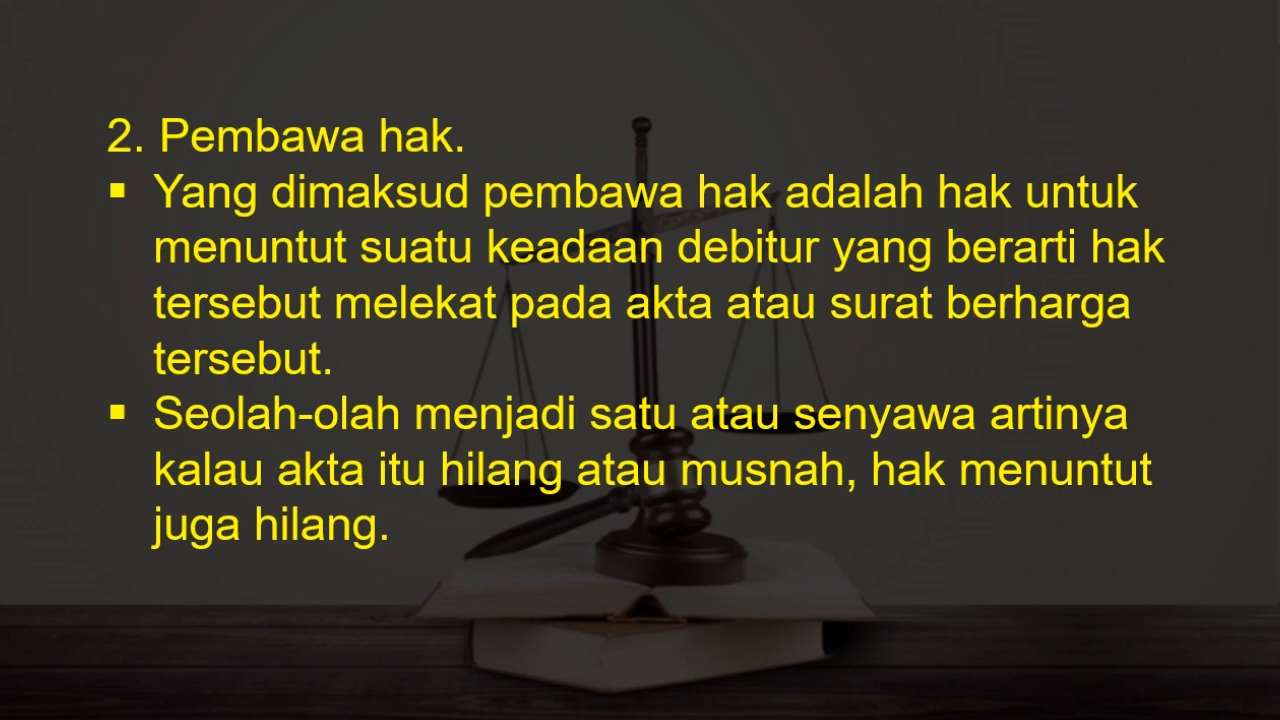 2. Pembawa hak.
▪ Yang dimaksud pembawa hak adalah hak untuk
menuntut suatu keadaan debitur yang berarti hak
tersebut melekat pada akta atau surat berharga
tersebut.
▪ Seolah-olah menjadi satu atau senyawa artinya
kalau akta itu hilang atau musnah, hak menuntut
juga hilang.